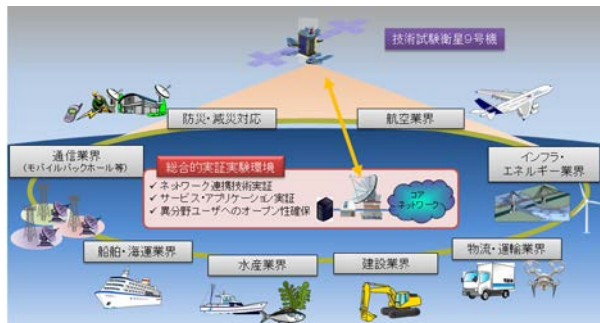 技術試験衛星9号機
防災・減災対応
航空業界
通信業界
(モバイルバックホール等)
総合的実証実験環境
✓ ネットワーク連携技術実証
✓ サービス・アプリケーション実証
✓ 異分野ユーザへのオープン性確保
コア
ネットワーク
インフラ・
エネルギー業界
船舶・海運業界
水産業界
建設業界
物流・運輸業界